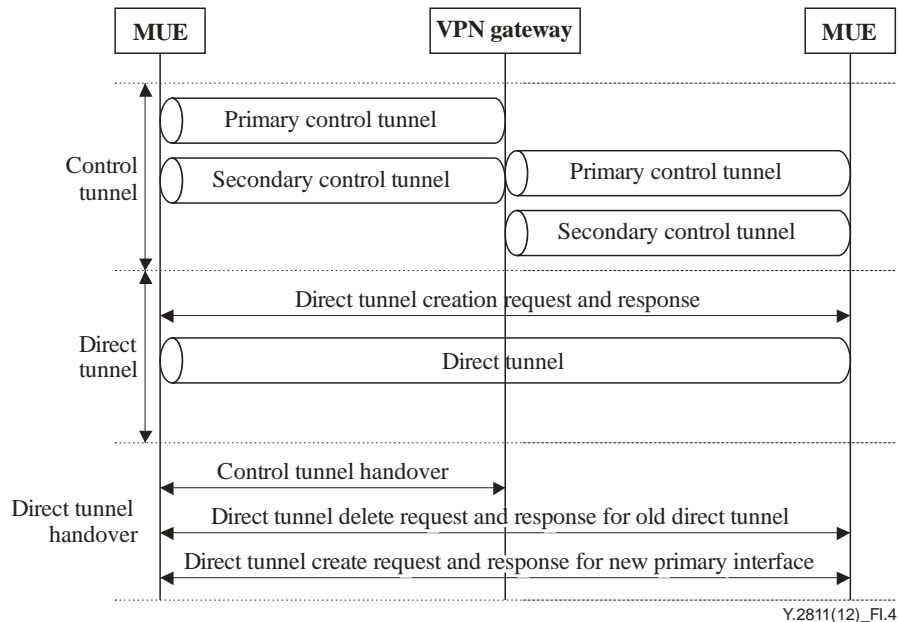 MUE
VPN gateway
MUE
Primary control tunnel
Control
tunnel
Secondary control tunnel
Primary control tunnel
Secondary control tunnel
Direct tunnel creation request and response
Direct
tunnel
Direct tunnel
Control tunnel handover
Direct tunnel
handover
Direct tunnel delete request and response for old direct tunnel
Direct tunnel create request and response for new primary interface
Y.2811(12)_FI.4